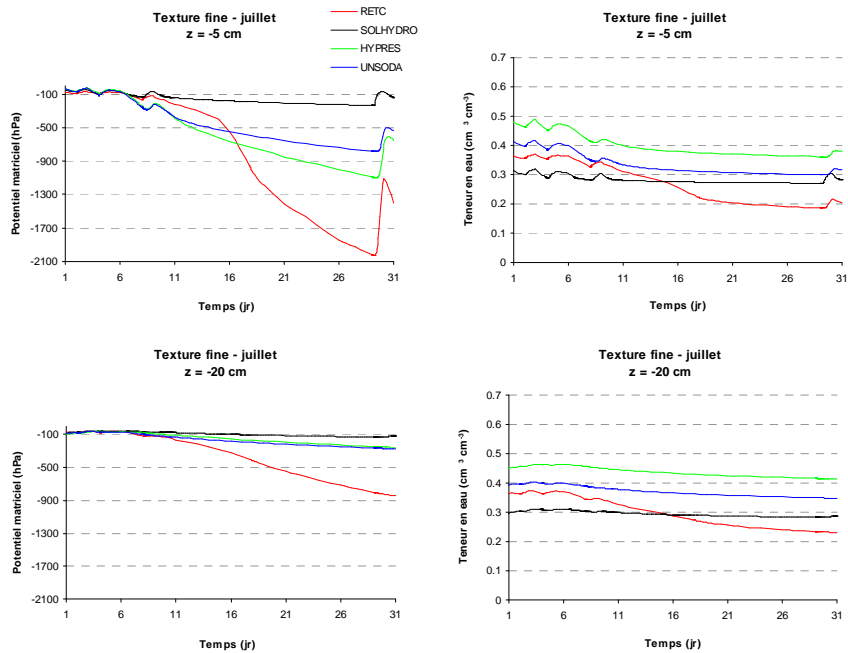 Texture fine - juillet
z = -5 cm
RETC
SOLHYDRO
HYPRES
UNSODA
Potentiel matriciel (hPa)
-100
-500
-900
-1300
-1700
-2100
1 6 11 16 21 26 31
Temps (jr)
Texture fine - juillet
z = -5 cm
Teneur en eau (cm³ cm⁻³)
0.7
0.6
0.5
0.4
0.3
0.2
0.1
0
1 6 11 16 21 26 31
Temps (jr)
Texture fine - juillet
z = -20 cm
Potentiel matriciel (hPa)
-100
-500
-900
-1300
-1700
-2100
1 6 11 16 21 26 31
Temps (jr)
Texture fine - juillet
z = -20 cm
Teneur en eau (cm³ cm⁻³)
0.7
0.6
0.5
0.4
0.3
0.2
0.1
0
1 6 11 16 21 26 31
Temps (jr)